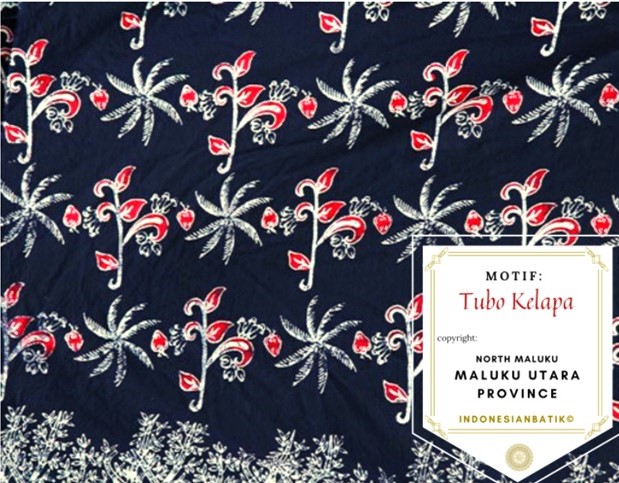 MOTIF:
Tubo Kelapa
copyright:
NORTH MALUKU
MALUKU UTARA
PROVINCE
INDONESIANBATIK©